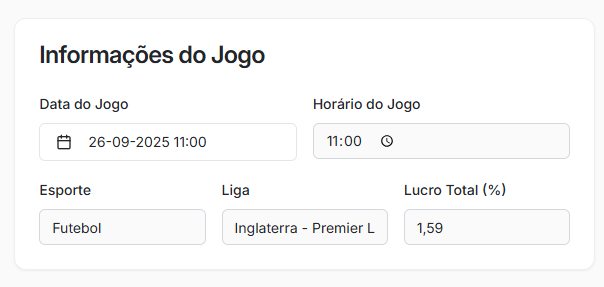 Informações do Jogo
Data do Jogo
Horário do Jogo
26-09-2025 11:00
11:00
Esporte
Liga
Lucro Total (%)
Futebol
Inglaterra - Premier L
1,59